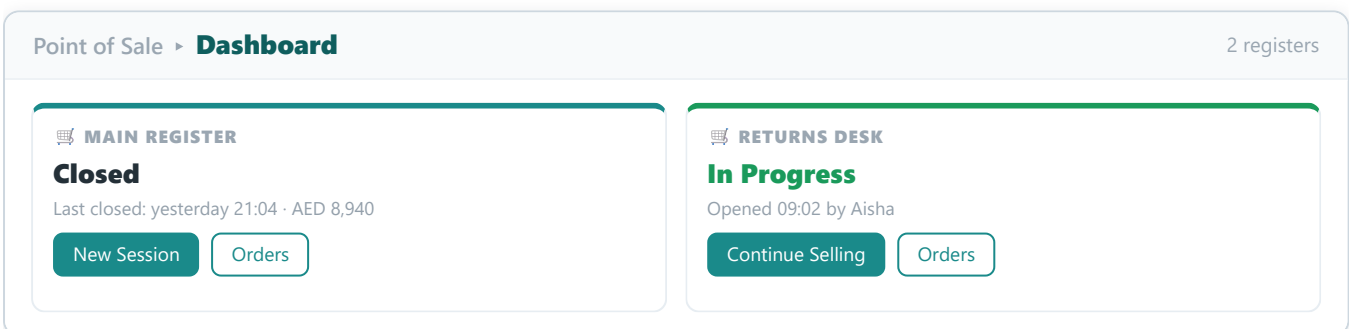 Point of Sale ▸ Dashboard
2 registers
🛒 MAIN REGISTER
Closed
Last closed: yesterday 21:04 · AED 8,940
New Session
Orders
🛒 RETURNS DESK
In Progress
Opened 09:02 by Aisha
Continue Selling
Orders